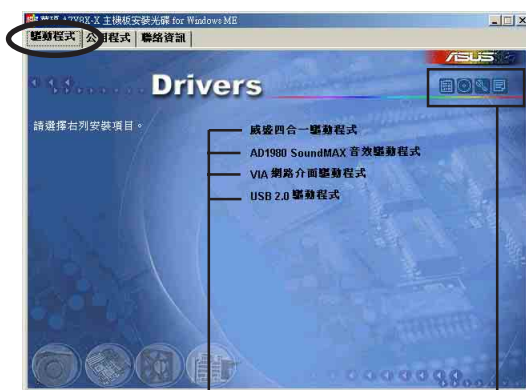 華碩 A7V8X-X 主機板安裝光碟 for Windows ME
驅動程式 公用程式 聯絡資訊
ASUS
Drivers
請選擇右列安裝項目。
威盛四合一驅動程式
AD1980 SoundMAX 音效驅動程式
VIA 網路介面驅動程式
USB 2.0 驅動程式